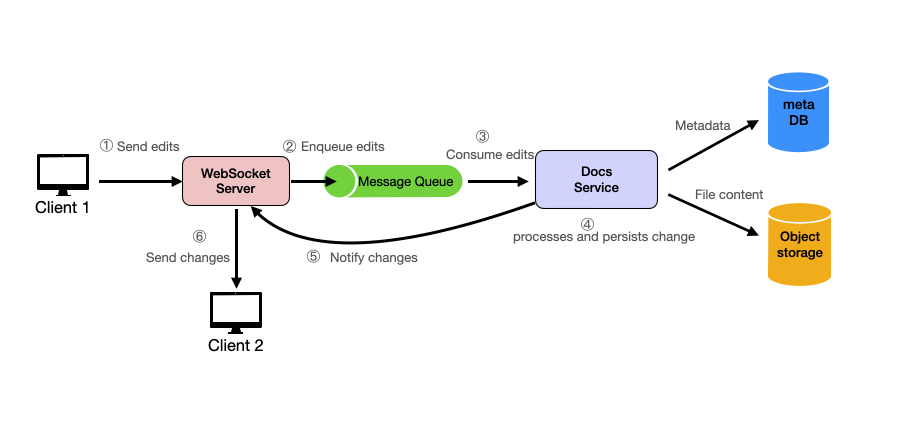 ① Send edits
② Enqueue edits
③
Consume edits
Metadata
meta
DB
Client 1
WebSocket
Server
Message Queue
Docs
Service
File content
④
processes and persists change
Object
storage
⑤ Notify changes
⑥
Send changes
Client 2